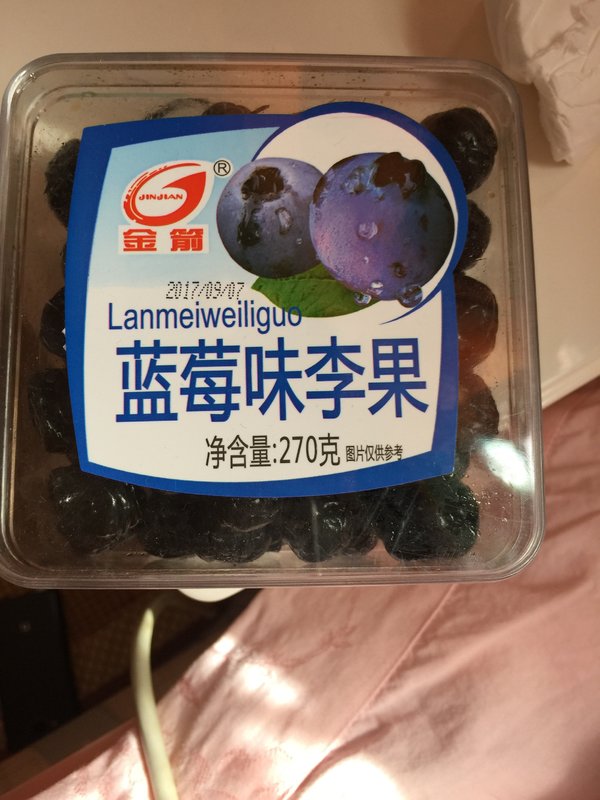 ®
JINJIAN
金箭
2017/09/07
Lanmeiweiliguo
蓝莓味李果
净含量:270克 图片仅供参考